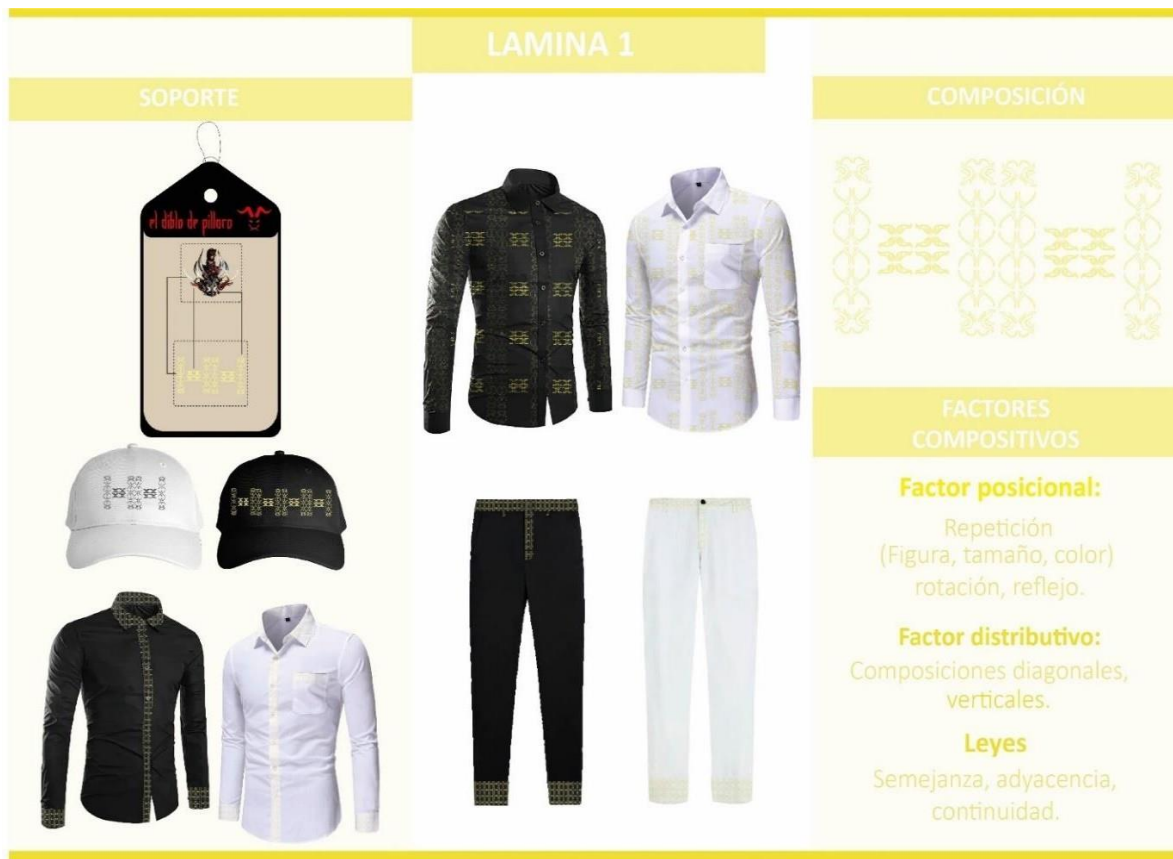 LAMINA 1
SOPORTE
el diblo de pillaro
COMPOSICIÓN
FACTORES
COMPOSITIVOS
Factor posicional:
Repetición
(Figura, tamaño, color)
rotación, reflejo.
Factor distributivo:
Composiciones diagonales,
verticales.
Leyes
Semejanza, adyacencia,
continuidad.